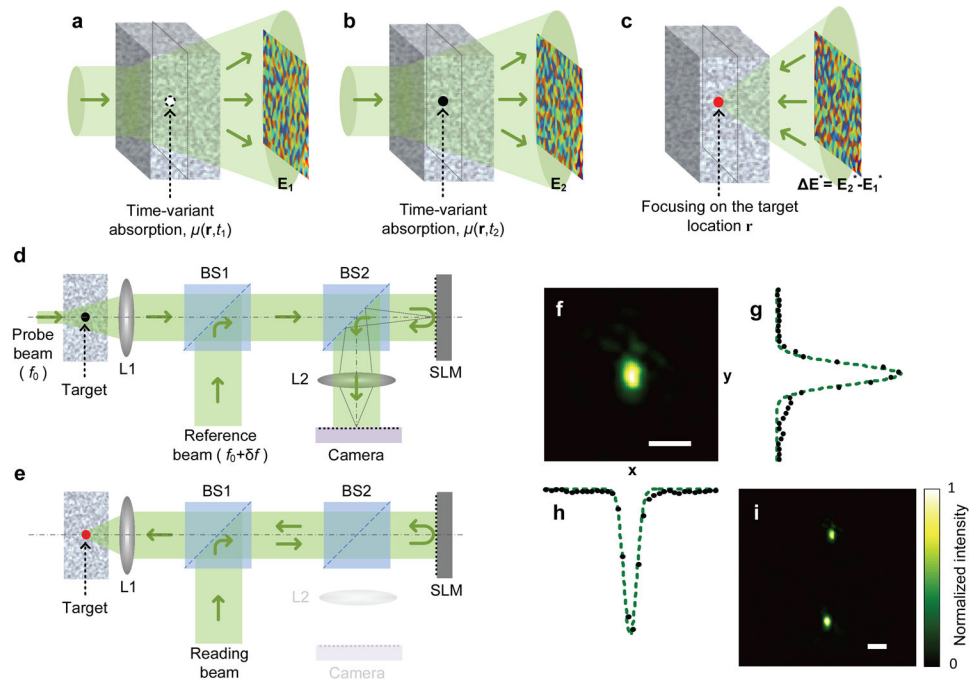 a
E1
Time-variant
absorption, μ(r,t1)
b
E2
Time-variant
absorption, μ(r,t2)
c
ΔE* = E2*-E1*
Focusing on the target
location r
d
BS1
BS2
Probe
beam
( f0 )
Target
L1
L2
SLM
Reference
beam ( f0+δf )
Camera
e
BS1
BS2
L1
Target
L2
SLM
Reading
beam
Camera
f
y
x
g
h
i
1
Normalized intensity
0